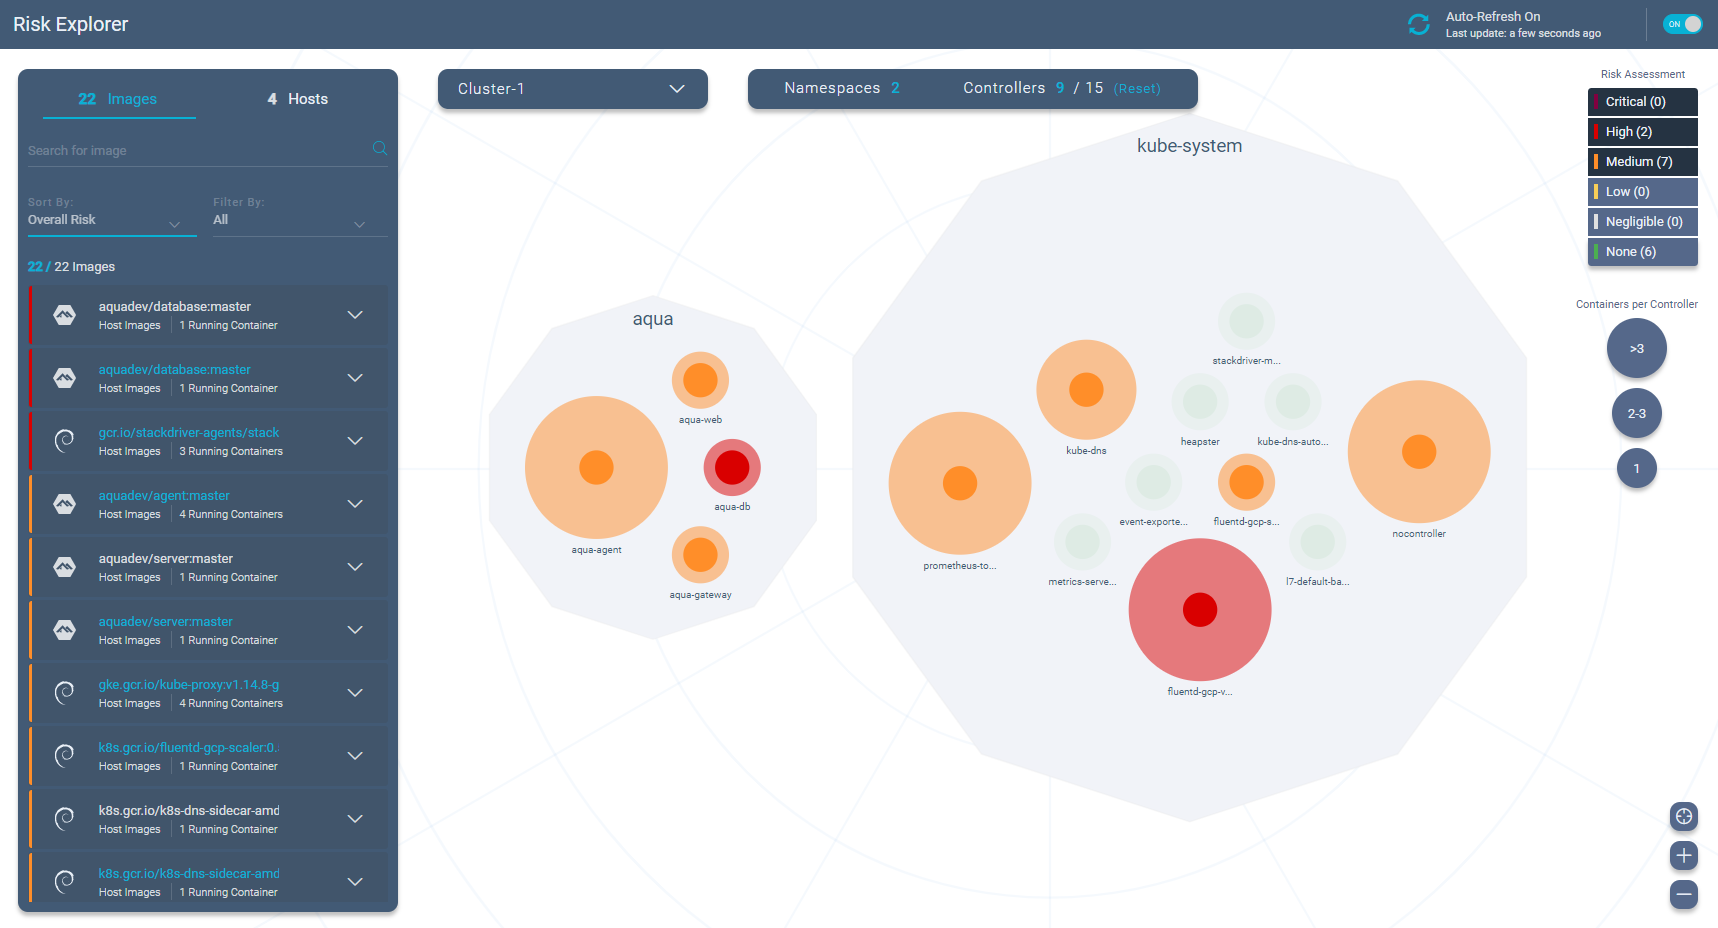 Risk Explorer
Auto-Refresh On
Last update: a few seconds ago
ON
22 Images
4 Hosts
Search for image
Sort By:
Overall Risk
Filter By:
All
22 / 22 Images
aquadev/database:master
Host Images | 1 Running Container
aquadev/database:master
Host Images | 1 Running Container
gcr.io/stackdriver-agents/stack
Host Images | 3 Running Containers
aquadev/agent:master
Host Images | 4 Running Containers
aquadev/server:master
Host Images | 1 Running Container
aquadev/server:master
Host Images | 1 Running Container
gke.gcr.io/kube-proxy:v1.14.8-g
Host Images | 4 Running Containers
k8s.gcr.io/fluentd-gcp-scaler:0.
Host Images | 1 Running Container
k8s.gcr.io/k8s-dns-sidecar-amd
Host Images | 1 Running Container
k8s.gcr.io/k8s-dns-sidecar-amd
Host Images | 1 Running Container
Cluster-1
Namespaces 2
Controllers 9 / 15 (Reset)
aqua
aqua-web
aqua-db
aqua-agent
aqua-gateway
kube-system
stackdriver-m...
kube-dns
heapster
kube-dns-auto...
event-exporte...
fluentd-gcp-s...
nocontroller
prometheus-to...
metrics-serve...
l7-default-ba...
fluentd-gcp-v...
Risk Assessment
Critical (0)
High (2)
Medium (7)
Low (0)
Negligible (0)
None (6)
Containers per Controller
>3
2-3
1